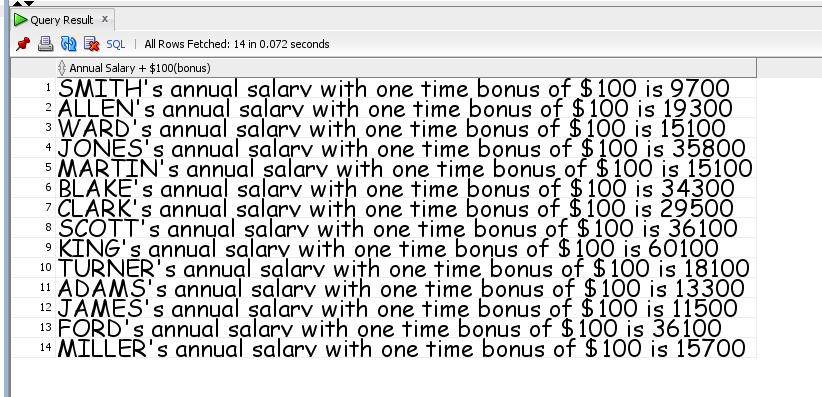 Query Result x
SQL | All Rows Fetched: 14 in 0.072 seconds
Annual Salary + $100(bonus)
1 SMITH's annual salary with one time bonus of $100 is 9700
2 ALLEN's annual salary with one time bonus of $100 is 19300
3 WARD's annual salary with one time bonus of $100 is 15100
4 JONES's annual salary with one time bonus of $100 is 35800
5 MARTIN's annual salary with one time bonus of $100 is 15100
6 BLAKE's annual salary with one time bonus of $100 is 34300
7 CLARK's annual salary with one time bonus of $100 is 29500
8 SCOTT's annual salary with one time bonus of $100 is 36100
9 KING's annual salary with one time bonus of $100 is 60100
10 TURNER's annual salary with one time bonus of $100 is 18100
11 ADAMS's annual salary with one time bonus of $100 is 13300
12 JAMES's annual salary with one time bonus of $100 is 11500
13 FORD's annual salary with one time bonus of $100 is 36100
14 MILLER's annual salary with one time bonus of $100 is 15700